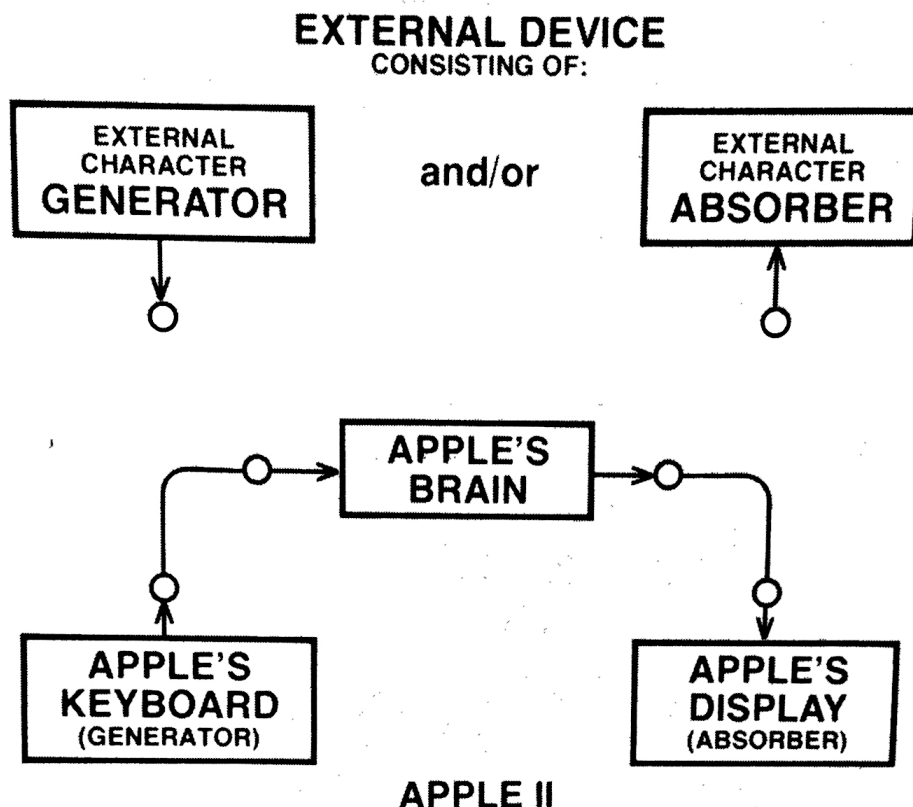 EXTERNAL DEVICE
CONSISTING OF:
EXTERNAL
CHARACTER
GENERATOR
and/or
EXTERNAL
CHARACTER
ABSORBER
APPLE'S
BRAIN
APPLE'S
KEYBOARD
(GENERATOR)
APPLE'S
DISPLAY
(ABSORBER)
APPLE II